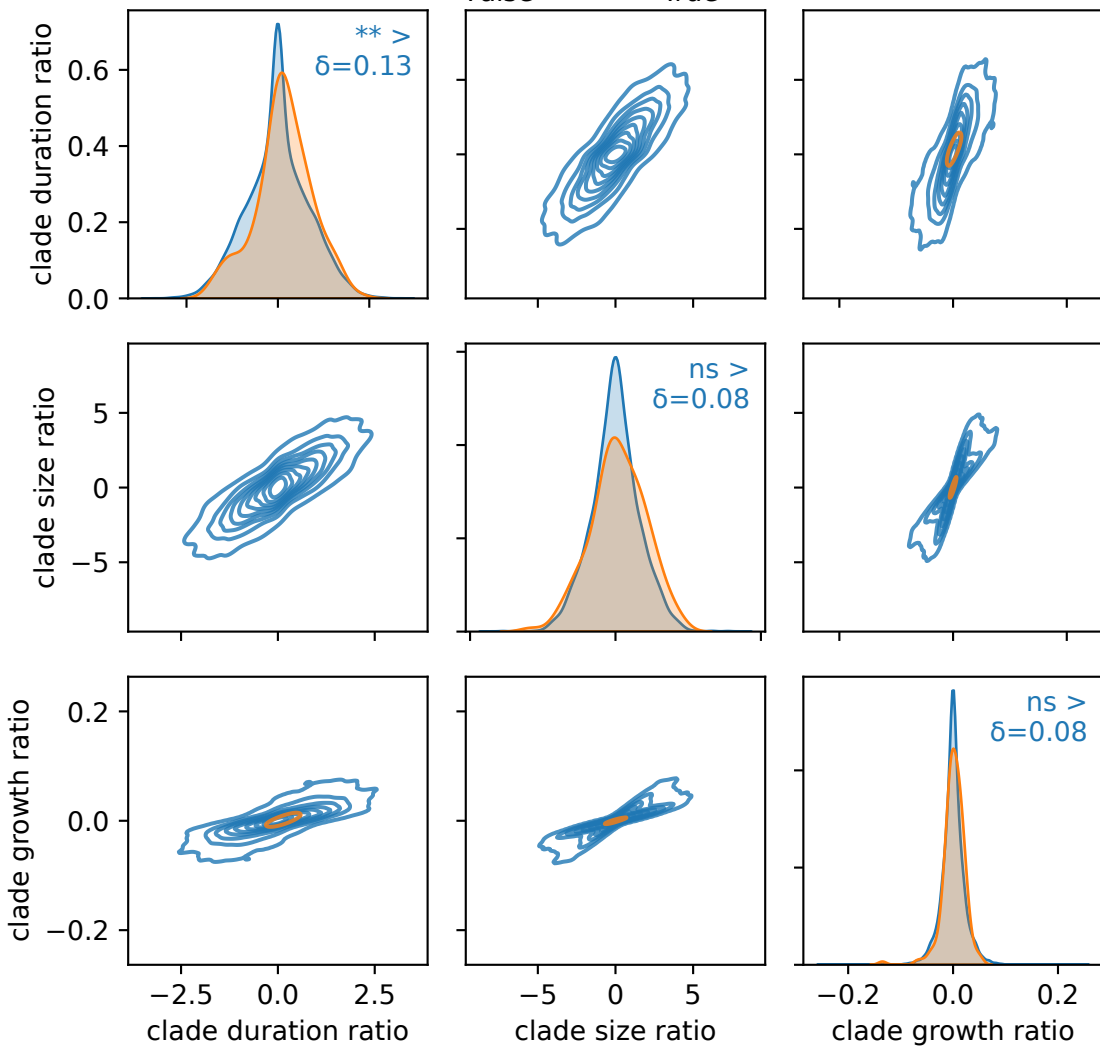 clade duration ratio
0.6
0.4
0.2
0.0
** >
δ=0.13
clade size ratio
5
0
−5
ns >
δ=0.08
clade growth ratio
0.2
0.0
−0.2
ns >
δ=0.08
−2.5 0.0 2.5
−5 0 5
−0.2 0.0 0.2
clade duration ratio
clade size ratio
clade growth ratio